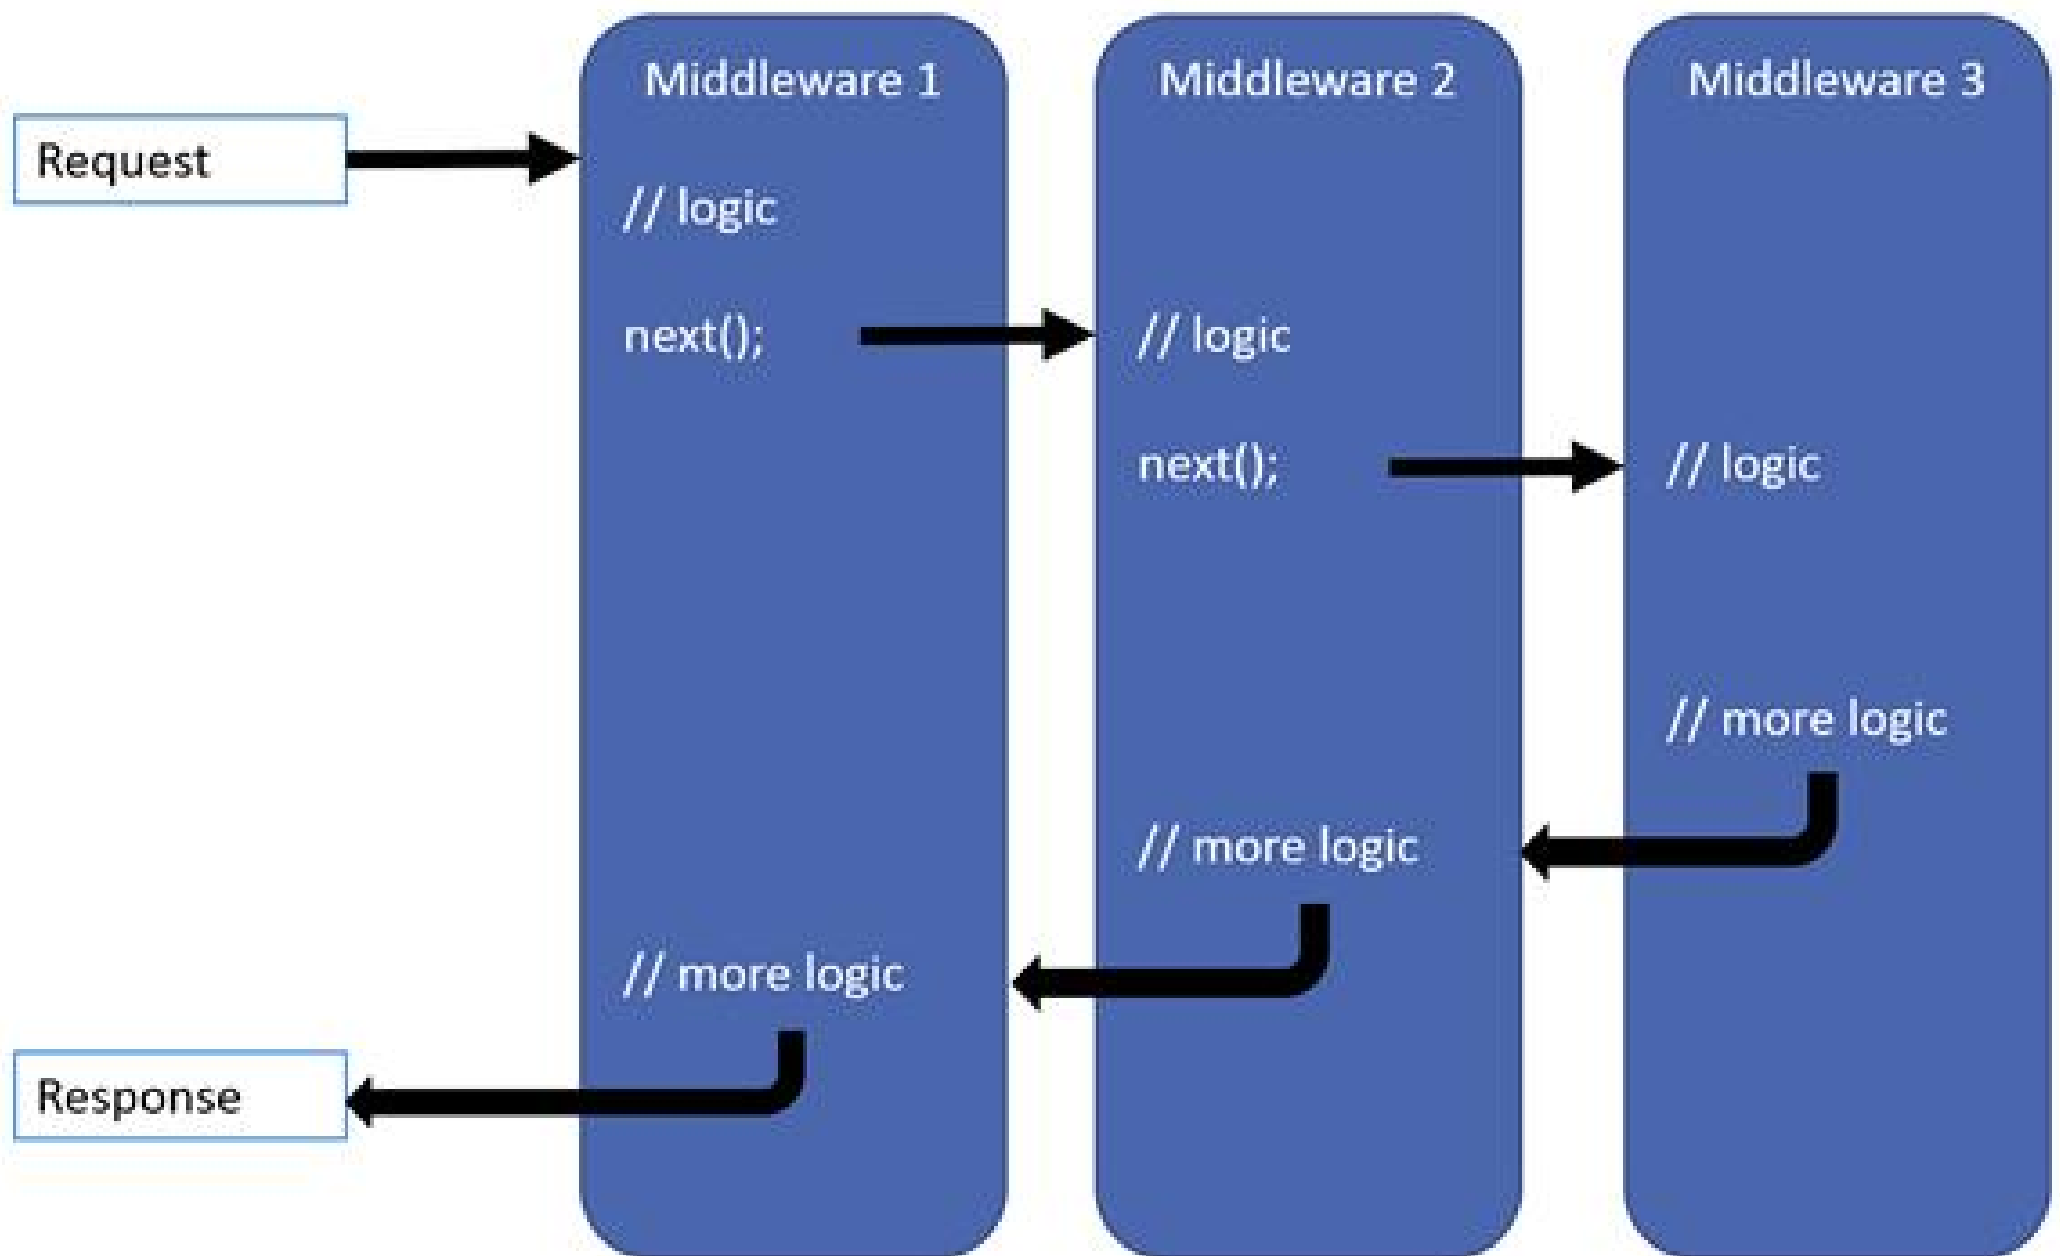 Middleware 1
Middleware 2
Middleware 3
Request
// logic
next();
// logic
next();
// logic
// more logic
// more logic
// more logic
Response